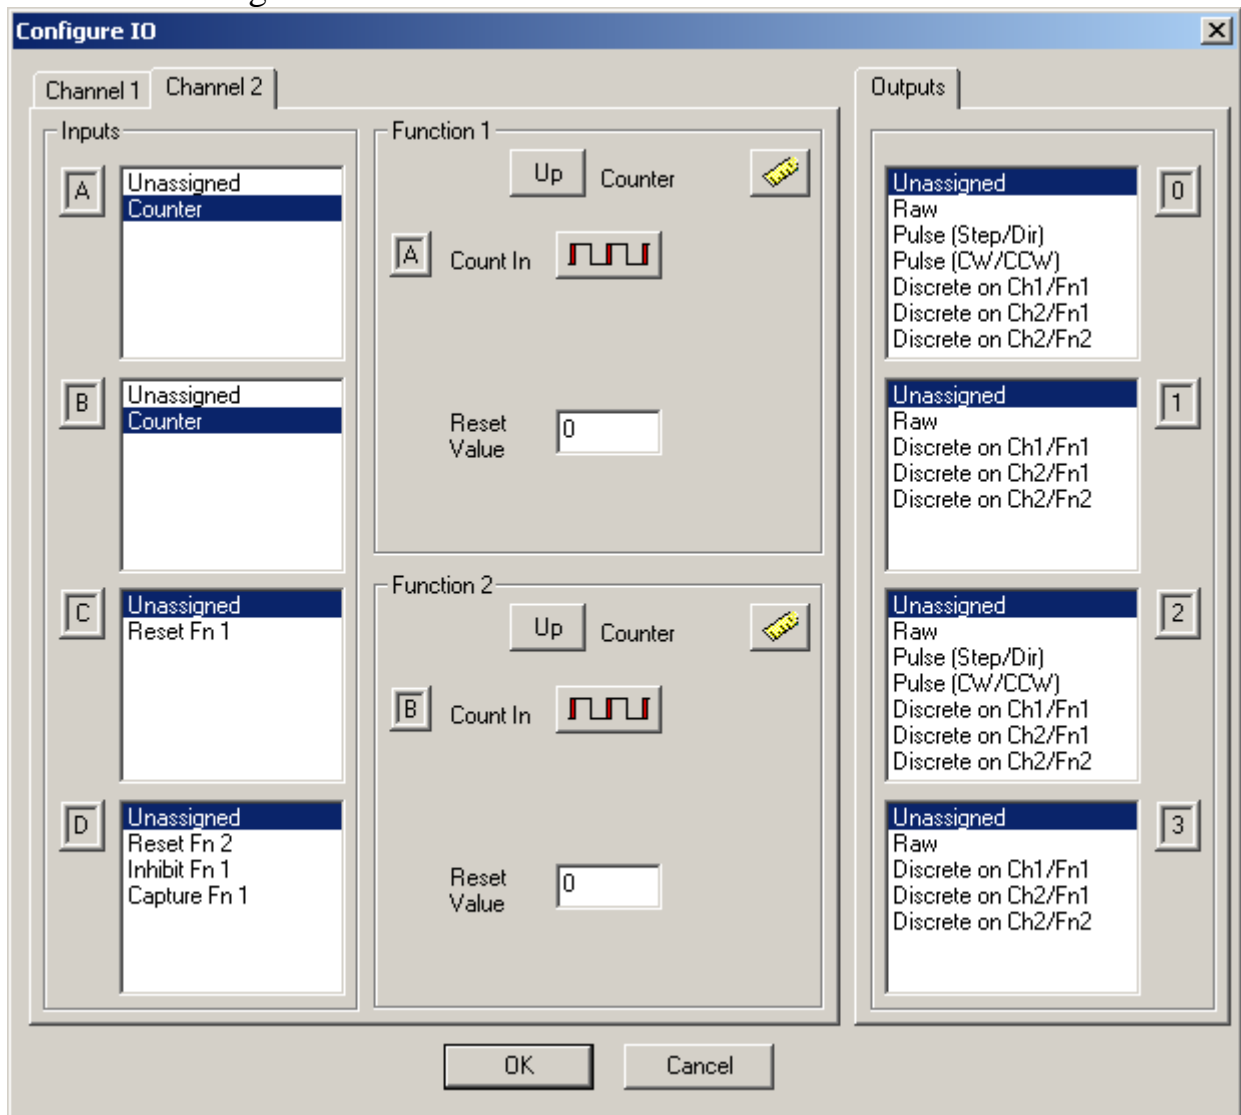 Configure IO
Channel 1
Channel 2
Inputs
A
Unassigned
Counter
B
Unassigned
Counter
C
Unassigned
Reset Fn 1
D
Unassigned
Reset Fn 2
Inhibit Fn 1
Capture Fn 1
Function 1
Up
Counter
A
Count In
Reset
Value
0
Function 2
Up
Counter
B
Count In
Reset
Value
0
Outputs
Unassigned
Raw
Pulse (Step/Dir)
Pulse (CW/CCW)
Discrete on Ch1/Fn1
Discrete on Ch2/Fn1
Discrete on Ch2/Fn2
0
Unassigned
Raw
Discrete on Ch1/Fn1
Discrete on Ch2/Fn1
Discrete on Ch2/Fn2
1
Unassigned
Raw
Pulse (Step/Dir)
Pulse (CW/CCW)
Discrete on Ch1/Fn1
Discrete on Ch2/Fn1
Discrete on Ch2/Fn2
2
Unassigned
Raw
Discrete on Ch1/Fn1
Discrete on Ch2/Fn1
Discrete on Ch2/Fn2
3
OK
Cancel